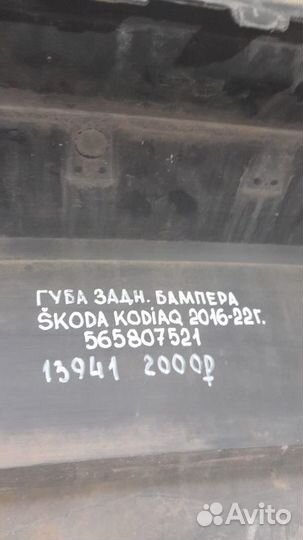 ГУБА ЗАДН. БАМПЕРА
ŠKODA KODIAQ 2016-22Г.
565807521
13941 2000₽
Avito